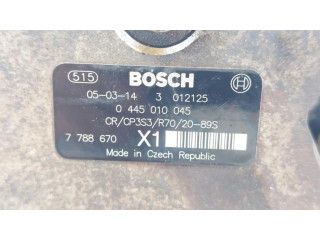 515 BOSCH
05-03-14 3 012125
0 445 010 045
CR/CP3S3/R70/20-89S
7 788 670 X1
Made in Czech Republic